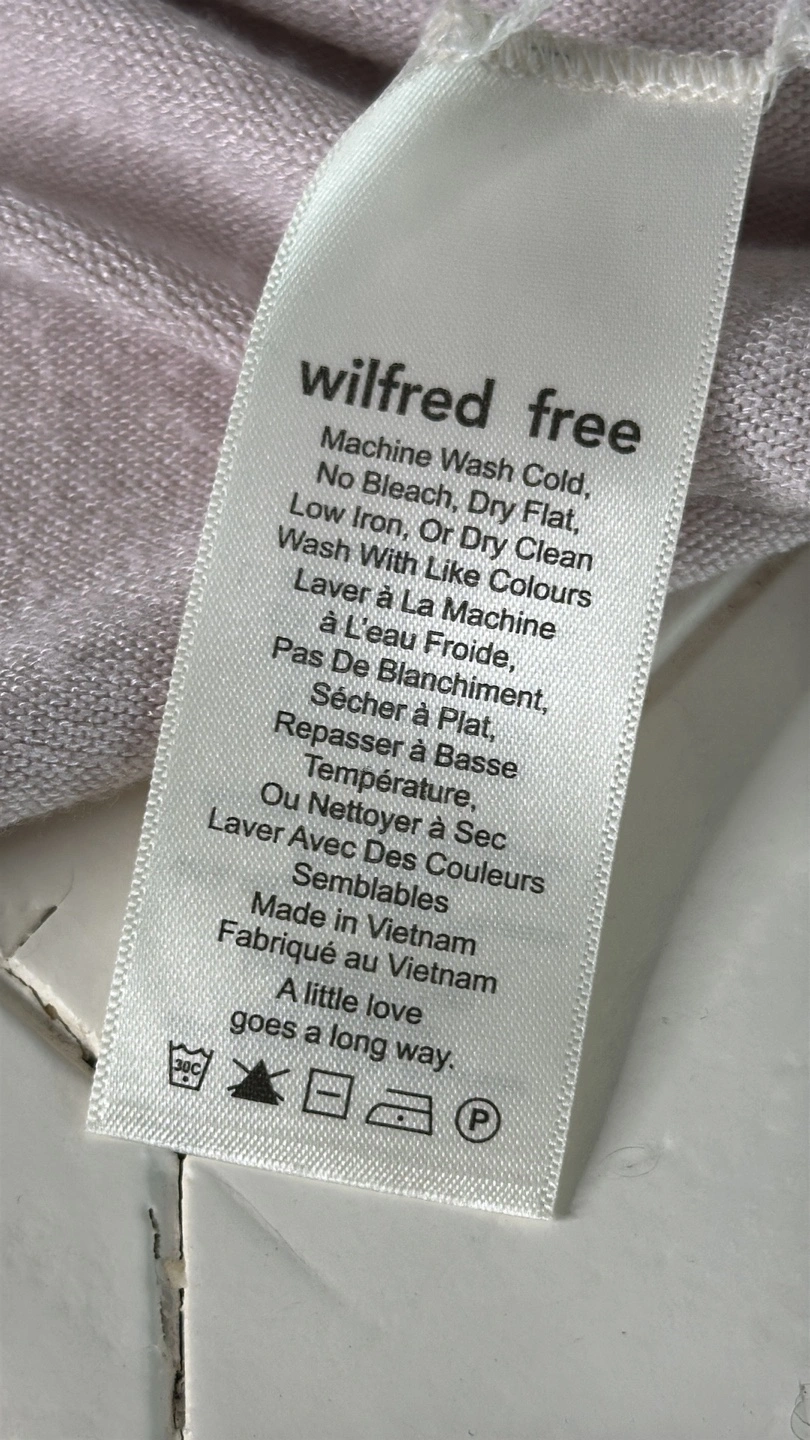 wilfred free
Machine Wash Cold,
No Bleach, Dry Flat,
Low Iron, Or Dry Clean
Wash With Like Colours
Laver à La Machine
à L'eau Froide,
Pas De Blanchiment,
Sécher à Plat,
Repasser à Basse
Température,
Ou Nettoyer à Sec
Laver Avec Des Couleurs
Semblables
Made in Vietnam
Fabriqué au Vietnam
A little love
goes a long way.
30C P